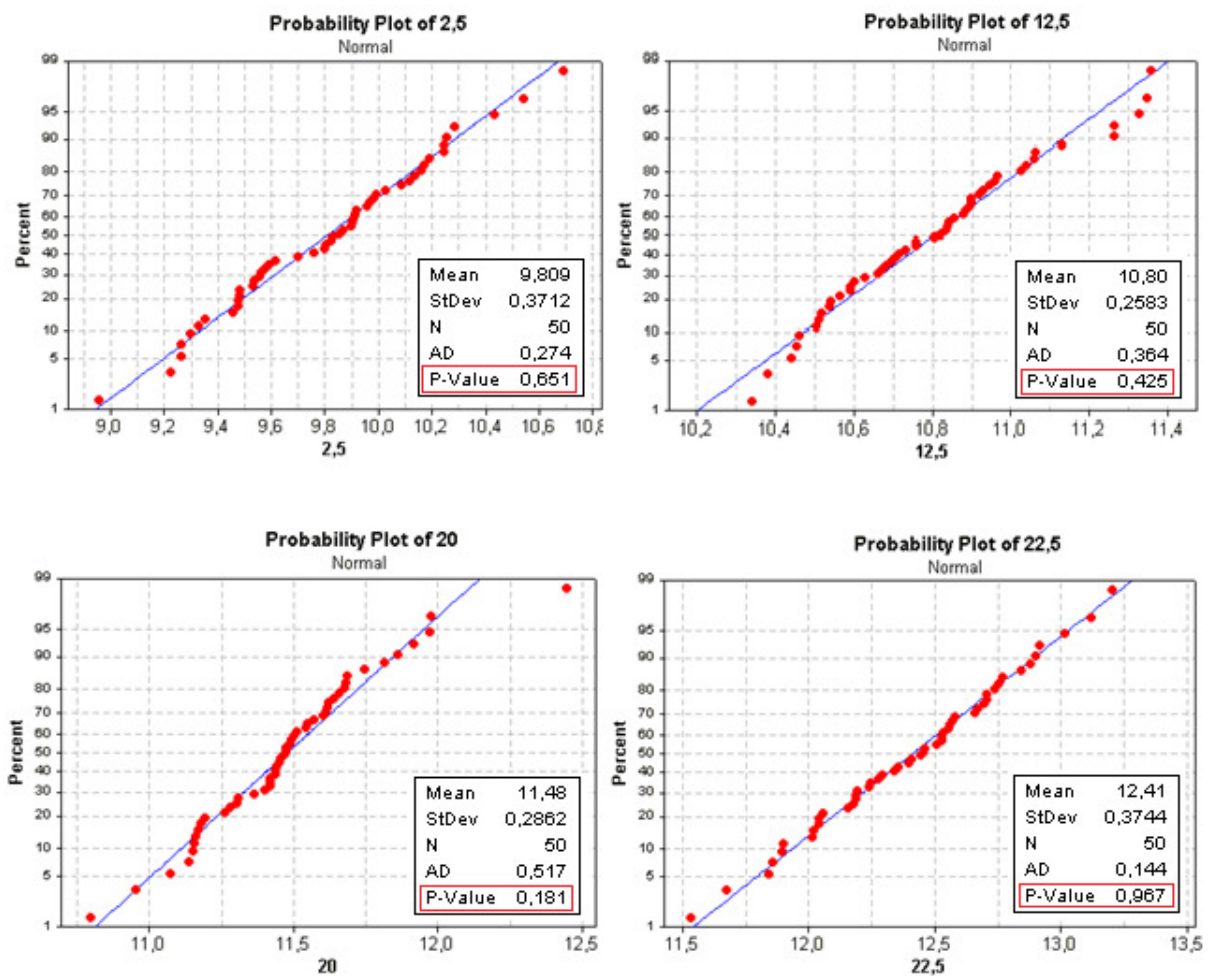 Probability Plot of 2,5
Normal
99
95
90
80
70
60
50
40
30
20
10
5
1
Percent
Mean 9,809
StDev 0,3712
N 50
AD 0,274
P-Value 0,651
9,0 9,2 9,4 9,6 9,8 10,0 10,2 10,4 10,6 10,8
2,5
Probability Plot of 12,5
Normal
98
95
90
80
70
60
50
40
30
20
10
5
1
Percent
Mean 10,80
StDev 0,2583
N 50
AD 0,364
P-Value 0,425
10,2 10,4 10,6 10,8 11,0 11,2 11,4
12,5
Probability Plot of 20
Normal
99
95
90
80
70
60
50
40
30
20
10
5
1
Percent
Mean 11,48
StDev 0,2862
N 50
AD 0,517
P-Value 0,181
11,0 11,5 12,0 12,5
20
Probability Plot of 22,5
Normal
99
95
90
80
70
60
50
40
30
20
10
5
1
Percent
Mean 12,41
StDev 0,3744
N 50
AD 0,144
P-Value 0,967
11,5 12,0 12,5 13,0 13,5
22,5